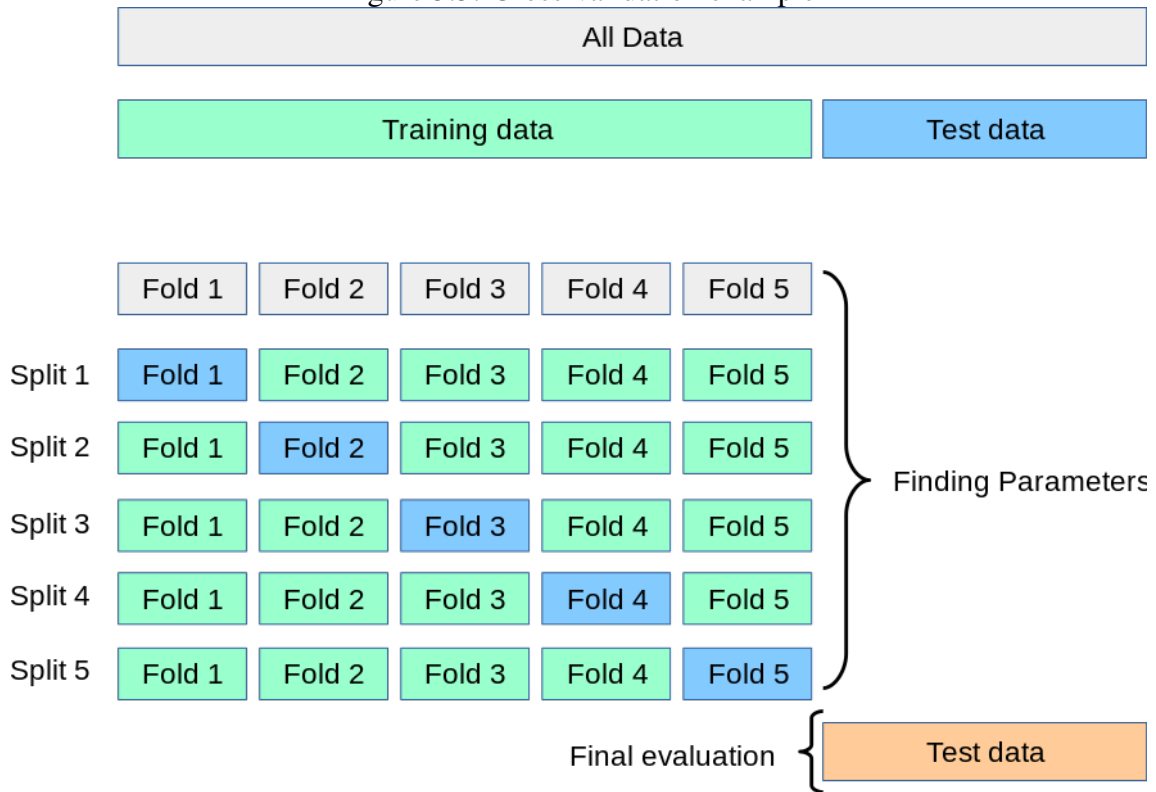 All Data
Training data Test data
Fold 1 Fold 2 Fold 3 Fold 4 Fold 5
Split 1 Fold 1 Fold 2 Fold 3 Fold 4 Fold 5
Split 2 Fold 1 Fold 2 Fold 3 Fold 4 Fold 5
Finding Parameters
Split 3 Fold 1 Fold 2 Fold 3 Fold 4 Fold 5
Split 4 Fold 1 Fold 2 Fold 3 Fold 4 Fold 5
Split 5 Fold 1 Fold 2 Fold 3 Fold 4 Fold 5
Final evaluation Test data